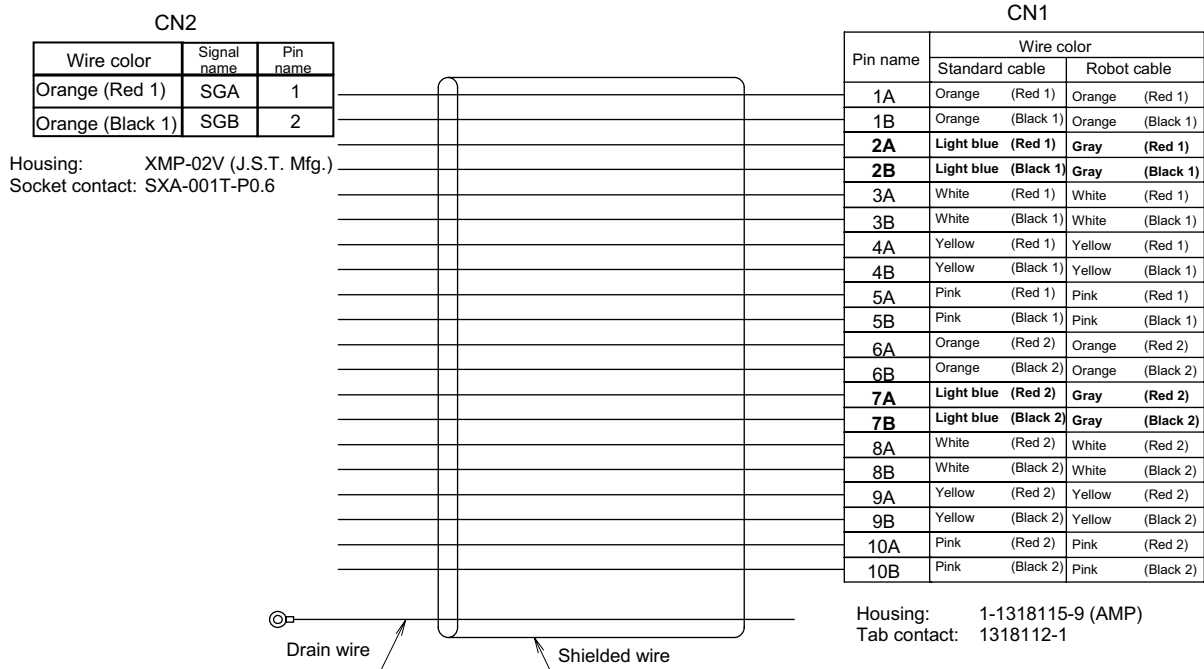 CN2
Wire color Signal name Pin name
Orange (Red 1) SGA 1
Orange (Black 1) SGB 2
Housing: XMP-02V (J.S.T. Mfg.)
Socket contact: SXA-001T-P0.6
CN1
Pin name Wire color
Standard cable Robot cable
1A Orange (Red 1) Orange (Red 1)
1B Orange (Black 1) Orange (Black 1)
2A Light blue (Red 1) Gray (Red 1)
2B Light blue (Black 1) Gray (Black 1)
3A White (Red 1) White (Red 1)
3B White (Black 1) White (Black 1)
4A Yellow (Red 1) Yellow (Red 1)
4B Yellow (Black 1) Yellow (Black 1)
5A Pink (Red 1) Pink (Red 1)
5B Pink (Black 1) Pink (Black 1)
6A Orange (Red 2) Orange (Red 2)
6B Orange (Black 2) Orange (Black 2)
7A Light blue (Red 2) Gray (Red 2)
7B Light blue (Black 2) Gray (Black 2)
8A White (Red 2) White (Red 2)
8B White (Black 2) White (Black 2)
9A Yellow (Red 2) Yellow (Red 2)
9B Yellow (Black 2) Yellow (Black 2)
10A Pink (Red 2) Pink (Red 2)
10B Pink (Black 2) Pink (Black 2)
Housing: 1-1318115-9 (AMP)
Tab contact: 1318112-1
Drain wire
Shielded wire